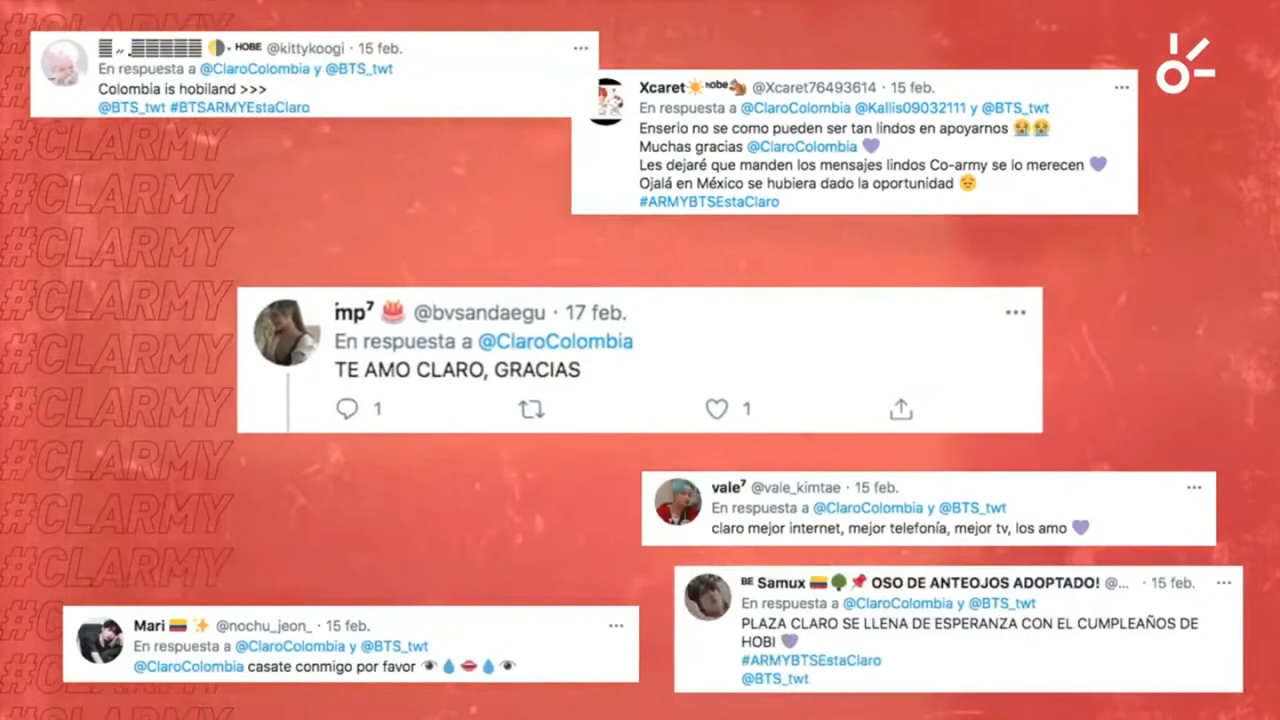 HOBE @kittykoogi · 15 feb.
En respuesta a @ClaroColombia y @BTS_twt
Colombia is hobiland >>>
@BTS_twt #BTSARMYEstaClaro
Xcaret☀️ᴴᵒᵇᵉ🐿️ @Xcaret76493614 · 15 feb.
En respuesta a @ClaroColombia @Kallis09032111 y @BTS_twt
Enserio no se como pueden ser tan lindos en apoyarnos 😭😭
Muchas gracias @ClaroColombia 💜
Les dejaré que manden los mensajes lindos Co-army se lo merecen 💜
Ojalá en México se hubiera dado la oportunidad 😔
#ARMYBTSEstaClaro
imp⁷ 🎂 @bvsandaegu · 17 feb.
En respuesta a @ClaroColombia
TE AMO CLARO, GRACIAS
1 1
vale⁷ @vale_kimtae · 15 feb.
En respuesta a @ClaroColombia y @BTS_twt
claro mejor internet, mejor telefonía, mejor tv, los amo 💜
ᴮᴱ Samux 🇨🇴🌳📌 OSO DE ANTEOJOS ADOPTADO! @... · 15 feb.
En respuesta a @ClaroColombia y @BTS_twt
PLAZA CLARO SE LLENA DE ESPERANZA CON EL CUMPLEAÑOS DE
HOBI 💜
#ARMYBTSEstaClaro
@BTS_twt
Mari 🇨🇴 ✨ @nochu_jeon_ · 15 feb.
En respuesta a @ClaroColombia y @BTS_twt
@ClaroColombia casate conmigo por favor 👁️💧👄💧👁️
#CLARMY
#CLARMY
#CLARMY
#CLARMY
#CLARMY
#CLARMY
#CLARMY
#CLARMY
#CLARMY
#CLARMY